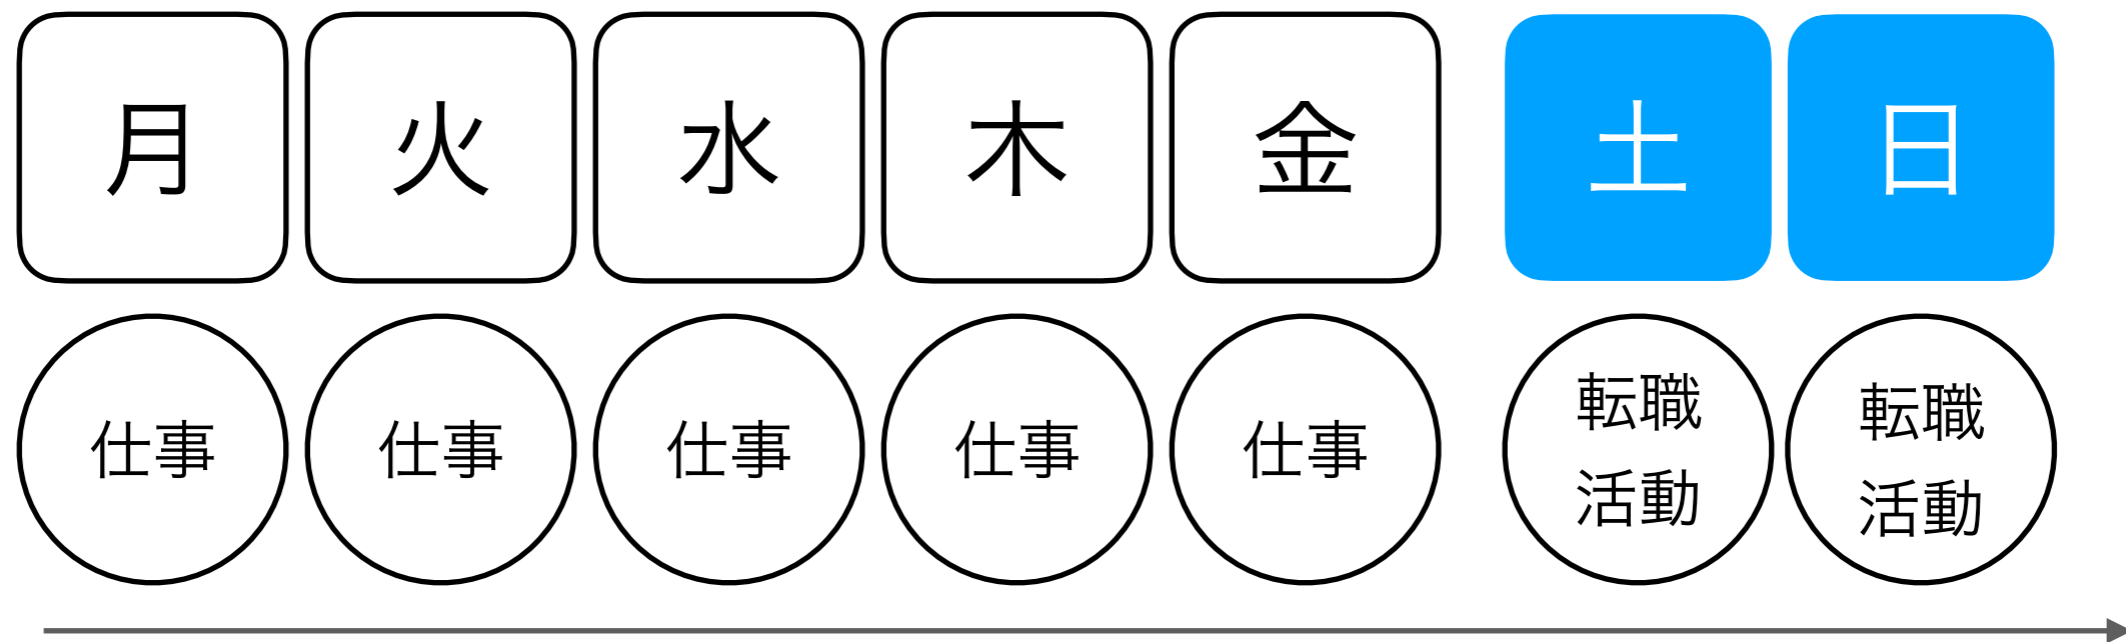 月 火 水 木 金 土 日
仕事 仕事 仕事 仕事 仕事 転職 転職
活動 活動